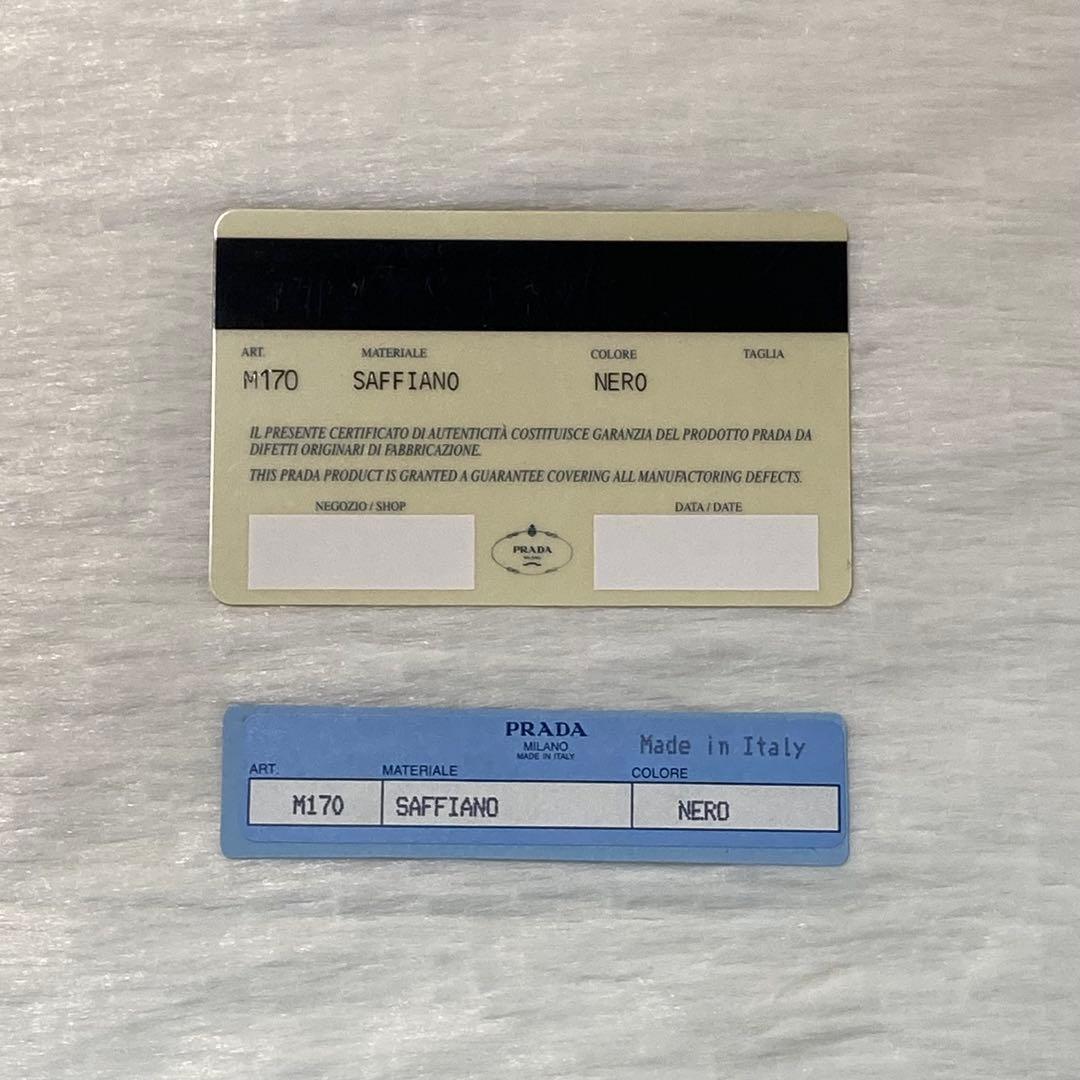 ART. MATERIALE COLORE TAGLIA
M170 SAFFIANO NERO
IL PRESENTE CERTIFICATO DI AUTENTICITÀ COSTITUISCE GARANZIA DEL PRODOTTO PRADA DA
DIFETTI ORIGINARI DI FABBRICAZIONE.
THIS PRADA PRODUCT IS GRANTED A GUARANTEE COVERING ALL MANUFACTORING DEFECTS.
NEGOZIO / SHOP DATA / DATE
PRADA
MILANO
PRADA
MILANO
MADE IN ITALY
Made in Italy
ART. MATERIALE COLORE
M170 SAFFIANO NERO